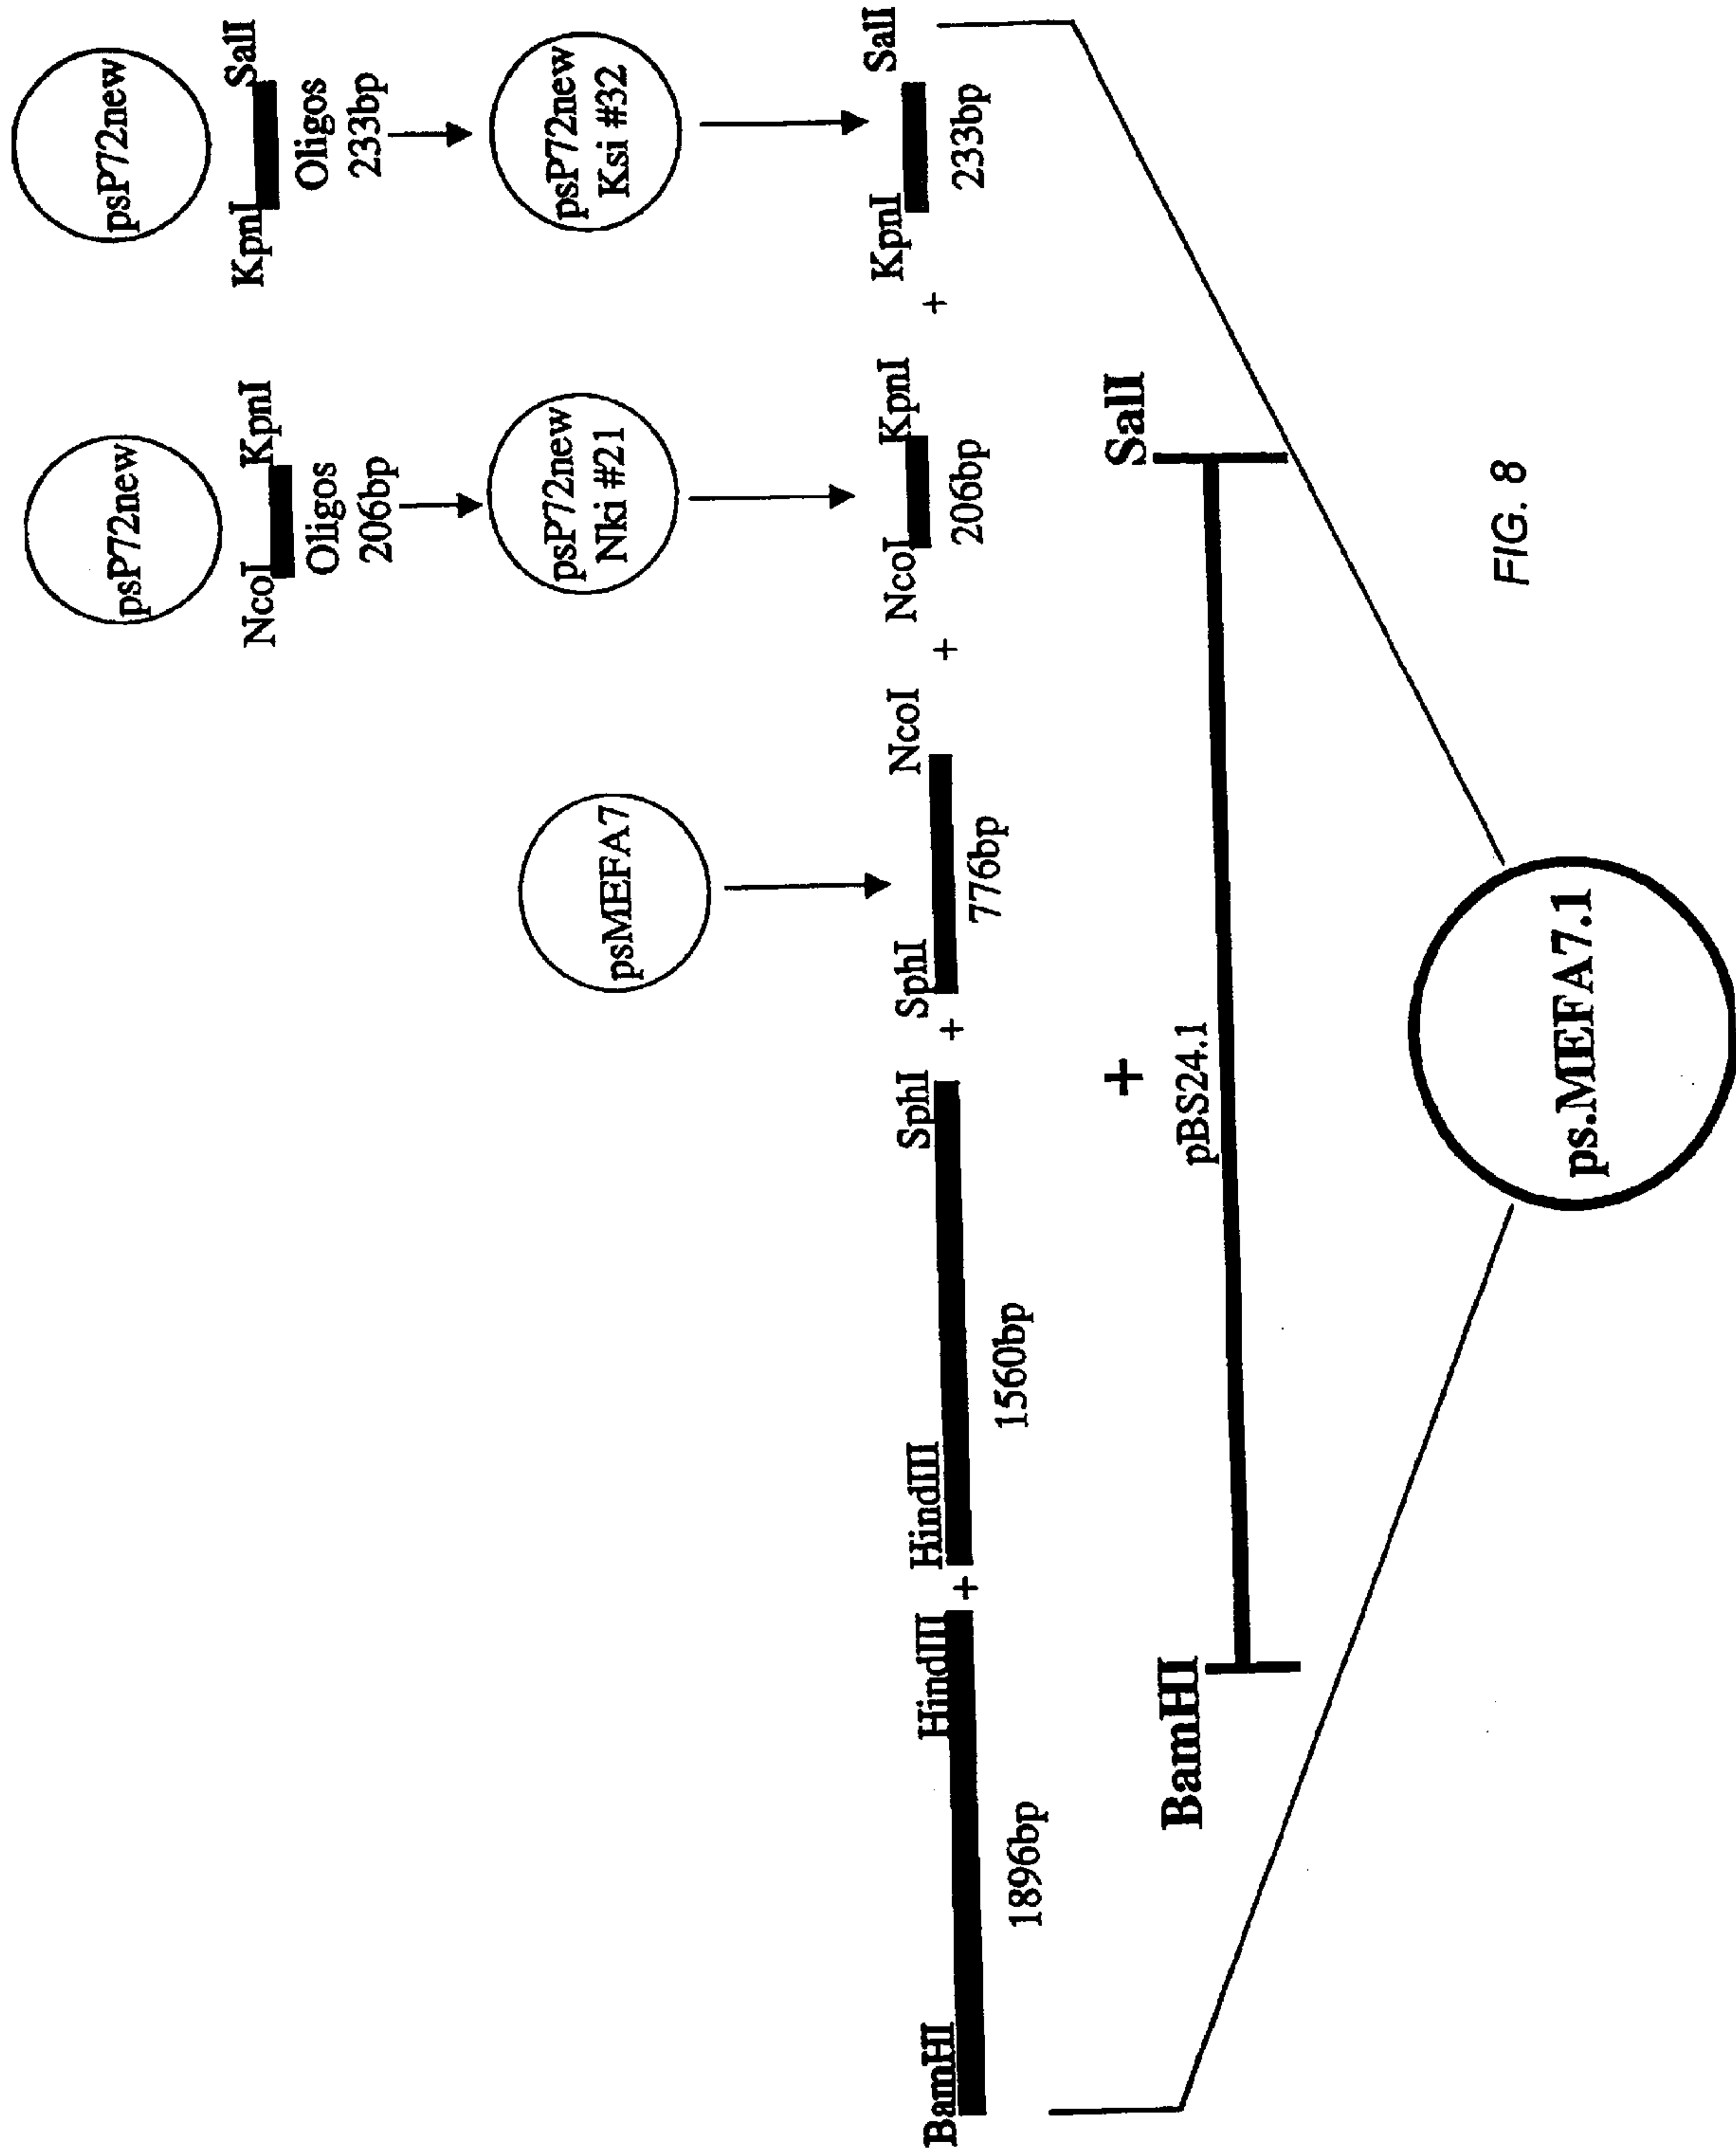 psP72new
psP72new
NcoI KpnI
KpnI SalI
Oligos
206bp
Oligos
233bp
psMEFA7
psP72new
Nki #21
psP72new
Ksi #32
BamHI HindIII + HindIII SphI + SphI NcoI + NcoI KpnI + KpnI SalI
1896bp 1560bp 776bp 206bp 233bp
+
BamHI pBS24.1 SalI
ps.MEFA7.1
FIG. 8